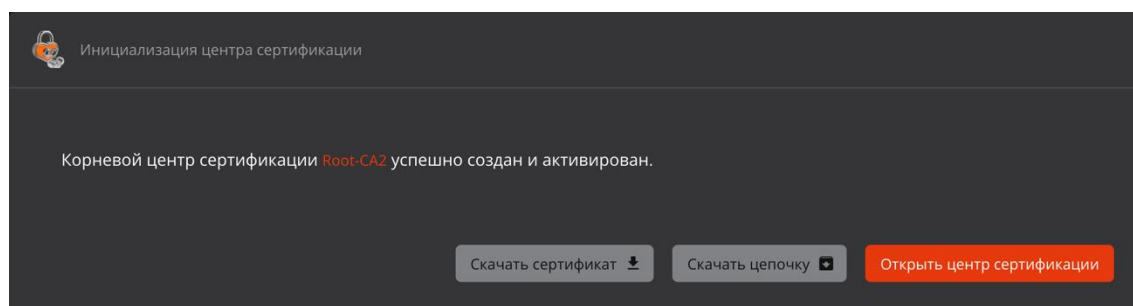 Инициализация центра сертификации
Корневой центр сертификации Root-CA2 успешно создан и активирован.
Скачать сертификат
Скачать цепочку
Открыть центр сертификации